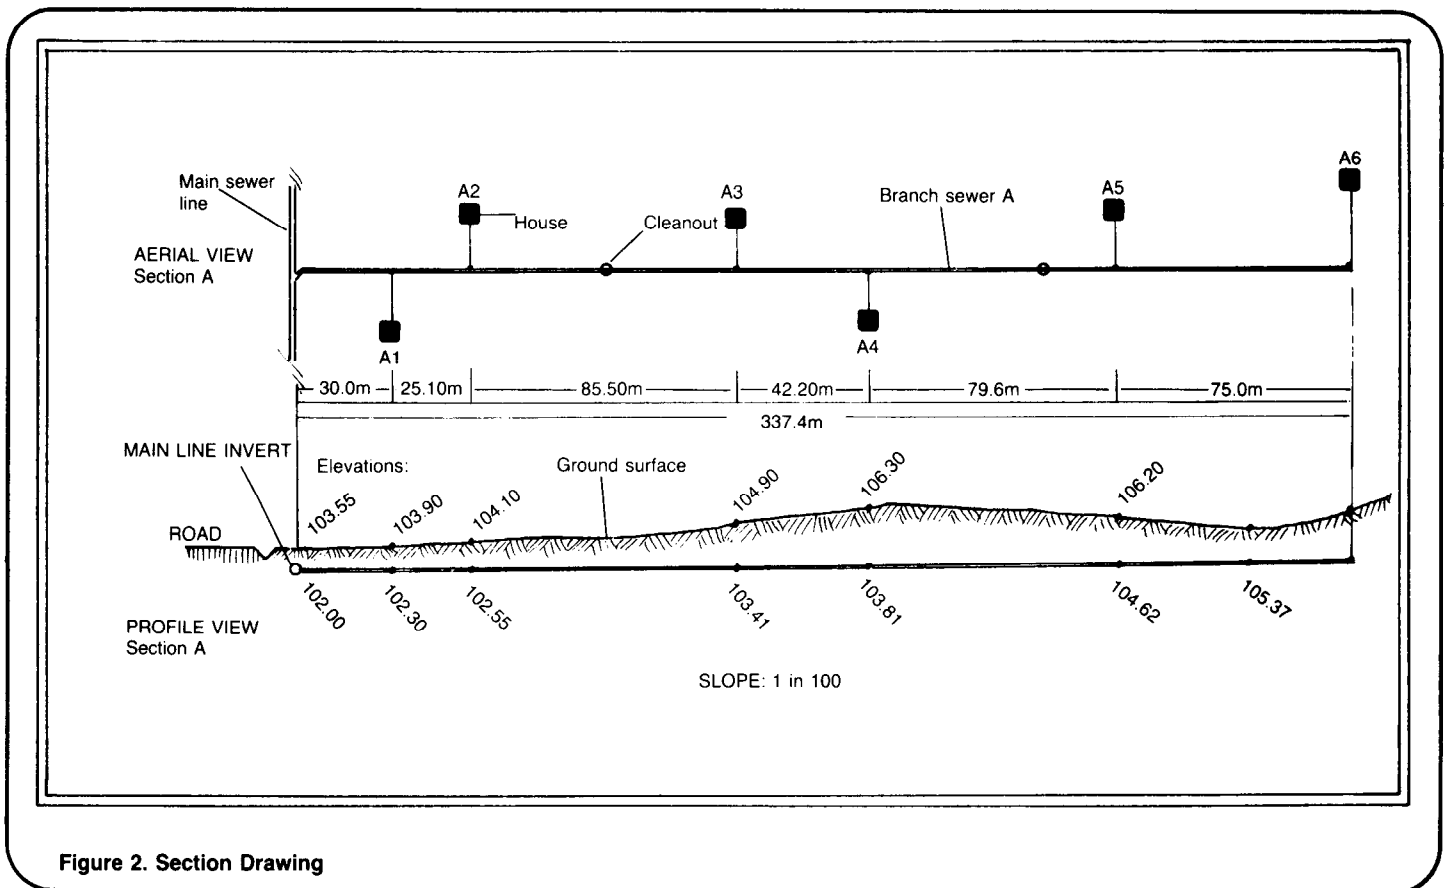 Main sewer
line
A2
House
Cleanout
A3
Branch sewer A
A5
A6
AERIAL VIEW
Section A
A1
A4
30.0m
25.10m
85.50m
42.20m
79.6m
75.0m
337.4m
MAIN LINE INVERT
Elevations:
Ground surface
103.55
103.90
104.10
104.90
106.30
106.20
ROAD
102.00
102.30
102.55
103.41
103.81
104.62
105.37
PROFILE VIEW
Section A
SLOPE: 1 in 100
Figure 2. Section Drawing